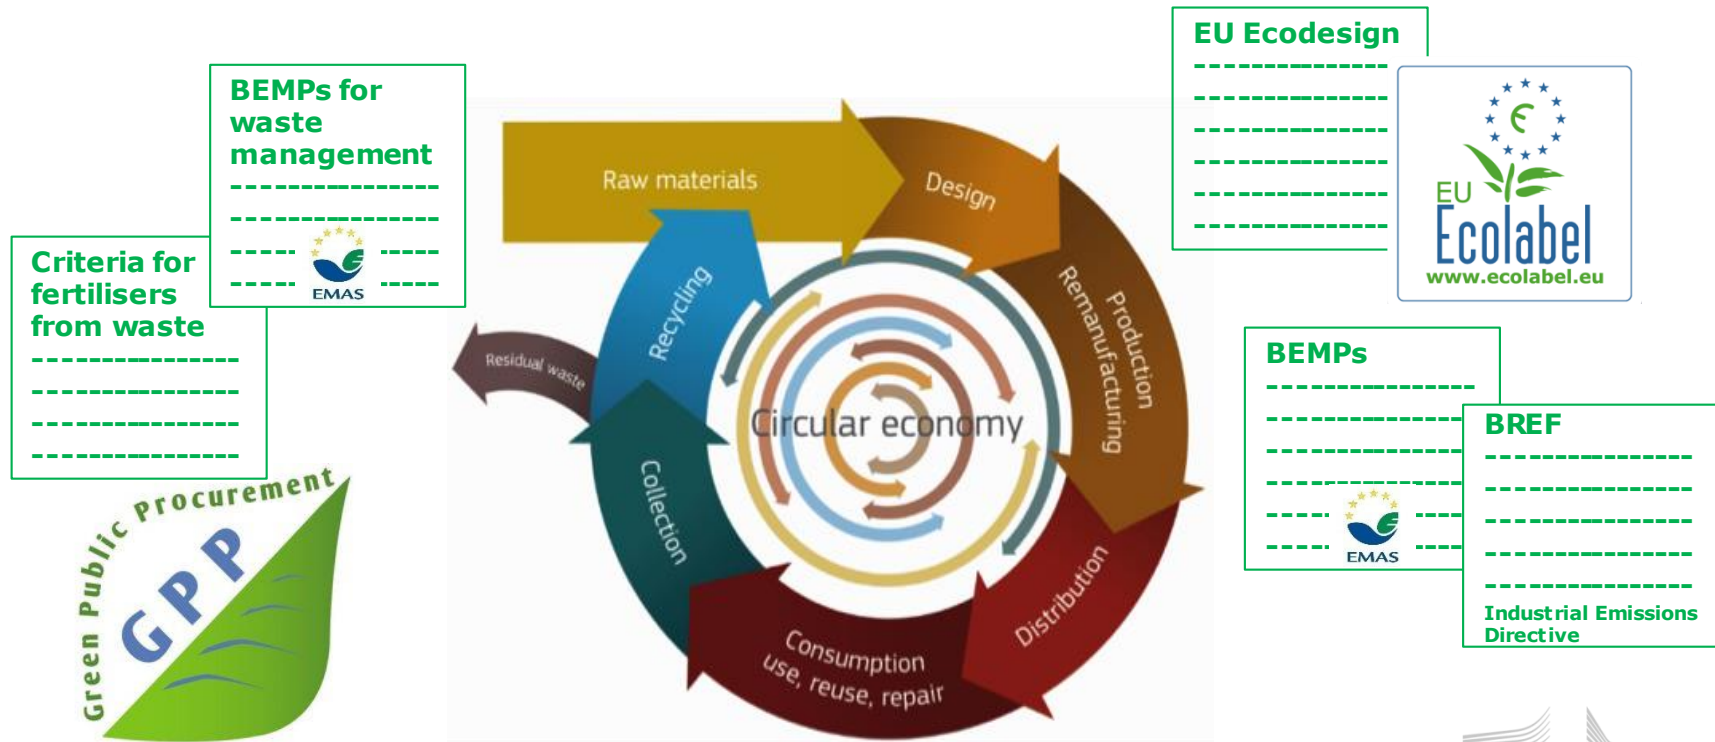 EU Ecodesign
BEMPs for
waste
management
EMAS
Criteria for
fertilisers
from waste
EU
Ecolabel
www.ecolabel.eu
Raw materials
Design
Production
Remanufacturing
Distribution
Consumption
use, reuse, repair
Collection
Recycling
Residual waste
Circular economy
BEMPs
EMAS
BREF
Industrial Emissions
Directive
Green Public Procurement
GPP